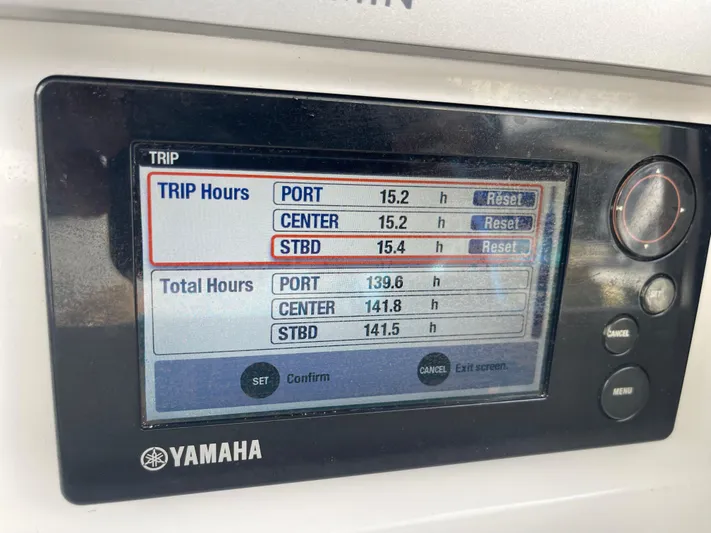 TRIP
TRIP Hours PORT 15.2 h Reset
CENTER 15.2 h Reset
STBD 15.4 h Reset
Total Hours PORT 139.6 h
CENTER 141.8 h
STBD 141.5 h
SET Confirm CANCEL Exit screen.
SET
CANCEL
MENU
YAMAHA